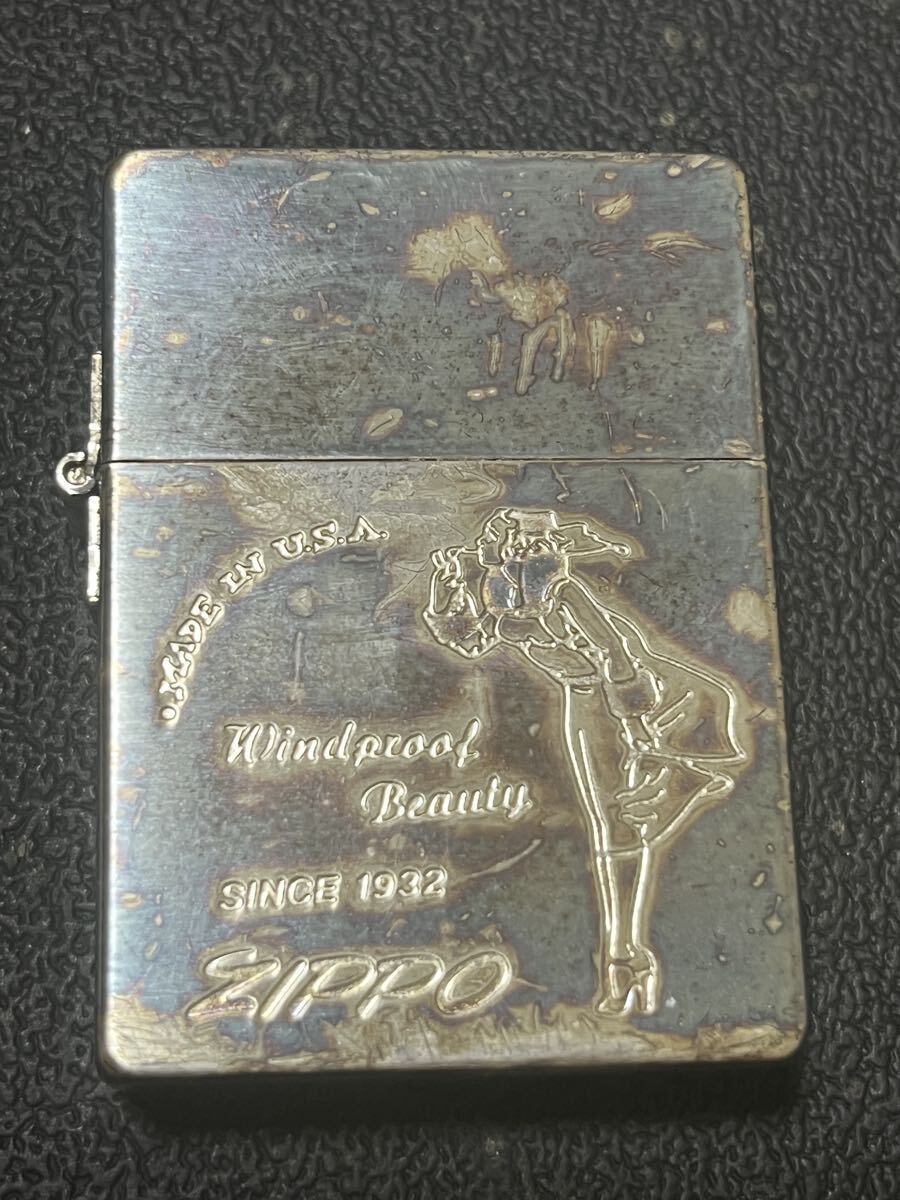 MADE IN U.S.A.
Windproof
Beauty
SINCE 1932
ZIPPO